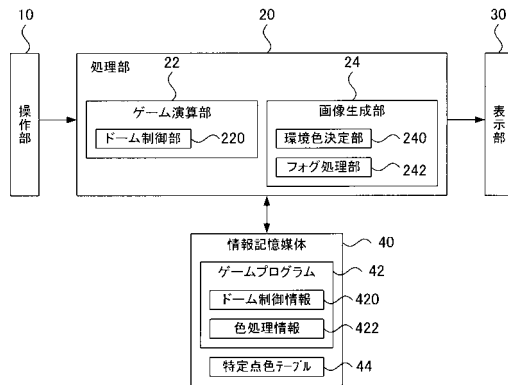 10
20
30
処理部
22
24
操作部
ゲーム演算部
ドーム制御部
220
画像生成部
環境色決定部
240
フォグ処理部
242
表示部
情報記憶媒体
40
ゲームプログラム
42
ドーム制御情報
420
色処理情報
422
特定点色テーブル
44